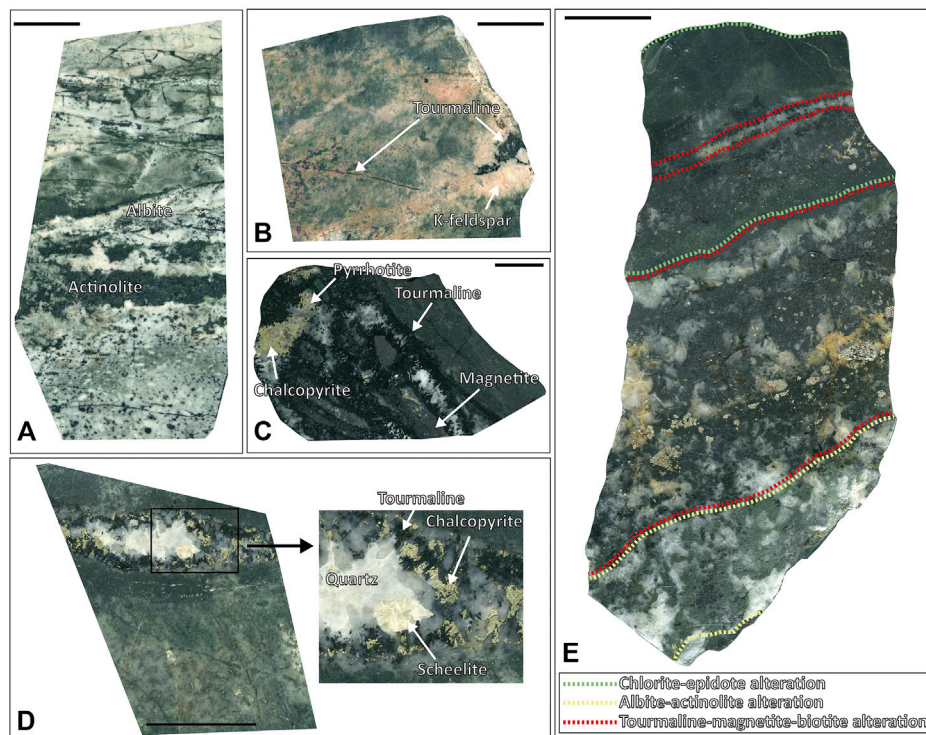 Albite
Actinolite
A
Tourmaline
K-feldspar
B
Pyrrhotite
Tourmaline
Chalcopyrite
Magnetite
C
Tourmaline
Chalcopyrite
Quartz
Scheelite
D
E
Chlorite-epidote alteration
Albite-actinolite alteration
Tourmaline-magnetite-biotite alteration